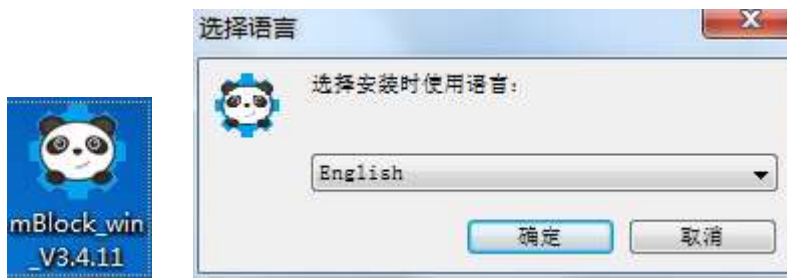 选择语言
选择安装时使用语言：
English
确定
取消
mBlock_win
_V3.4.11